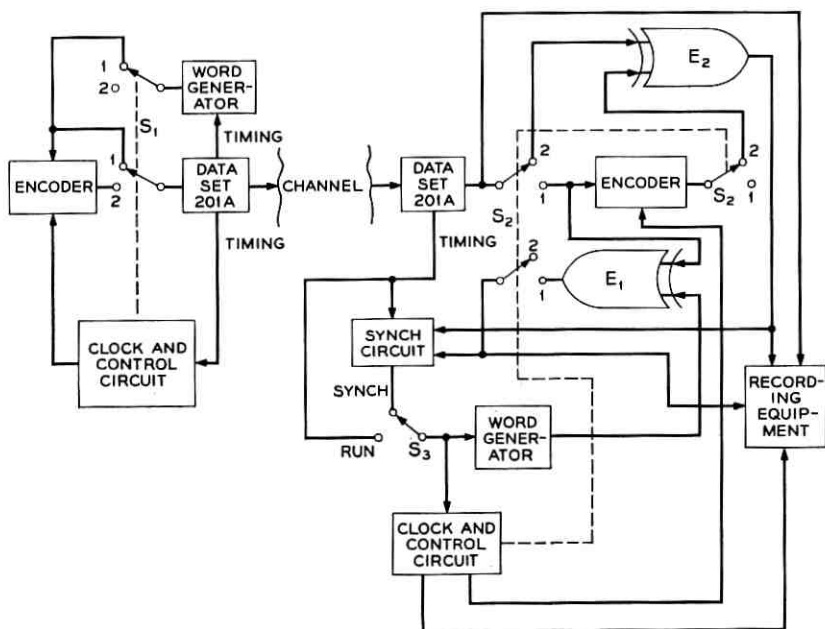 1
2
S1
WORD
GENER-
ATOR
TIMING
ENCODER
1
2
DATA
SET
201A
TIMING
CLOCK AND
CONTROL
CIRCUIT
CHANNEL
DATA
SET
201A
TIMING
2
1
S2
ENCODER
2
1
S2
E2
2
1
E1
SYNCH
CIRCUIT
SYNCH
RUN
S3
WORD
GENER-
ATOR
CLOCK AND
CONTROL
CIRCUIT
RECORD-
ING
EQUIP-
MENT